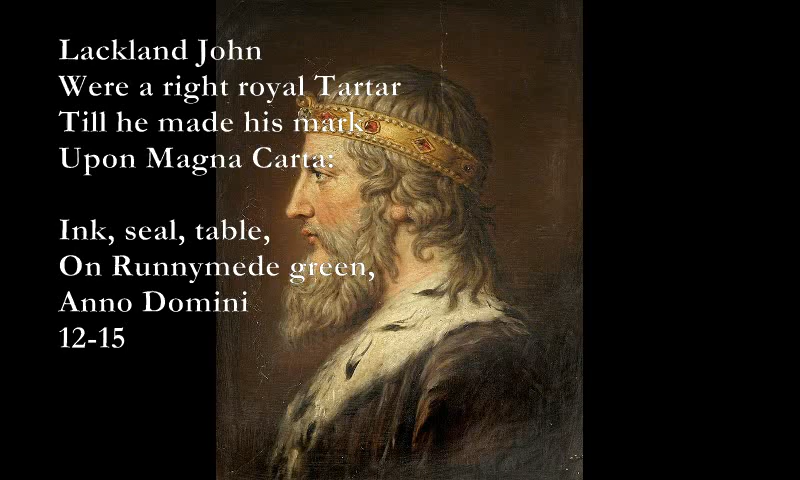 Lackland John
Were a right royal Tartar
Till he made his mark
Upon Magna Carta:
Ink, seal, table,
On Runnymede green,
Anno Domini
12-15